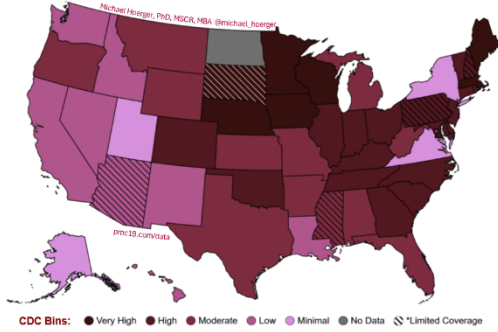 Michael Hoerger, PhD, MSCR, MBA @michael_hoerger
pmc19.com/data
CDC Bins: Very High High Moderate Low Minimal No Data *Limited Coverage